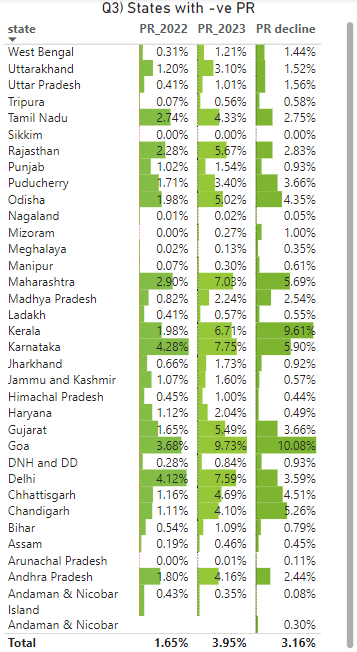 Q3) States with -ve PR
state PR_2022 PR_2023 PR decline
West Bengal 0.31% 1.21% 1.44%
Uttarakhand 1.20% 3.10% 1.52%
Uttar Pradesh 0.41% 1.01% 1.56%
Tripura 0.07% 0.56% 0.58%
Tamil Nadu 2.74% 4.33% 2.75%
Sikkim 0.00% 0.00% 0.00%
Rajasthan 2.28% 5.67% 2.83%
Punjab 1.02% 1.54% 0.93%
Puducherry 1.71% 3.40% 3.66%
Odisha 1.98% 5.02% 4.35%
Nagaland 0.01% 0.02% 0.05%
Mizoram 0.00% 0.27% 1.00%
Meghalaya 0.02% 0.13% 0.35%
Manipur 0.07% 0.30% 0.61%
Maharashtra 2.90% 7.03% 5.69%
Madhya Pradesh 0.82% 2.24% 2.54%
Ladakh 0.41% 0.57% 0.55%
Kerala 1.98% 6.71% 9.61%
Karnataka 4.28% 7.75% 5.90%
Jharkhand 0.66% 1.73% 0.92%
Jammu and Kashmir 1.07% 1.60% 0.57%
Himachal Pradesh 0.45% 1.00% 0.44%
Haryana 1.12% 2.04% 0.49%
Gujarat 1.65% 5.49% 3.66%
Goa 3.68% 9.73% 10.08%
DNH and DD 0.28% 0.84% 0.93%
Delhi 4.12% 7.59% 3.59%
Chhattisgarh 1.16% 4.69% 4.51%
Chandigarh 1.11% 4.10% 5.26%
Bihar 0.54% 1.09% 0.79%
Assam 0.19% 0.46% 0.45%
Arunachal Pradesh 0.00% 0.01% 0.11%
Andhra Pradesh 1.80% 4.16% 2.44%
Andaman & Nicobar 0.43% 0.35% 0.08%
Island
Andaman & Nicobar 0.30%
Total 1.65% 3.95% 3.16%